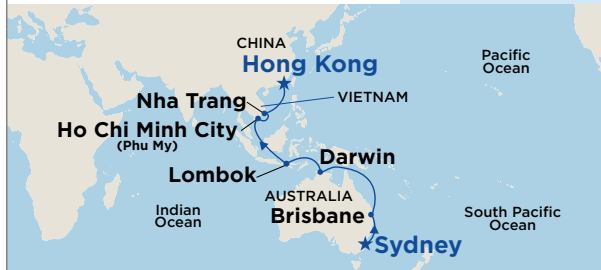 CHINA
Hong Kong
Pacific
Ocean
Nha Trang
VIETNAM
Ho Chi Minh City
(Phu My)
Darwin
Lombok
AUSTRALIA
Indian
Ocean
Brisbane
South Pacific
Ocean
Sydney